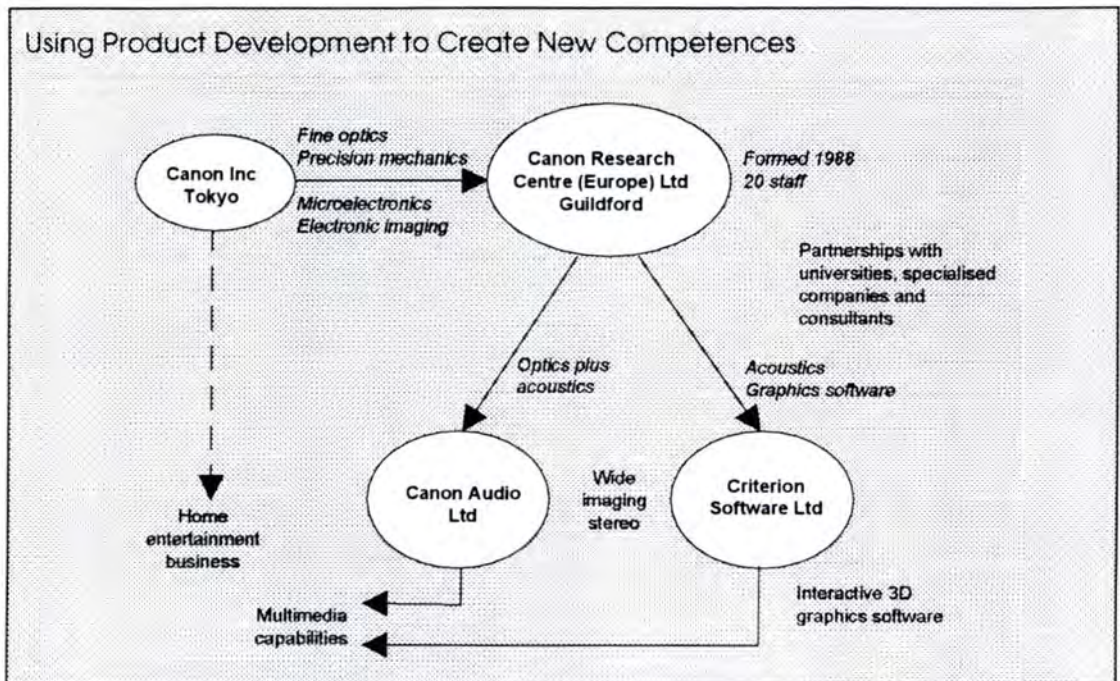 Using Product Development to Create New Competences
Canon Inc
Tokyo
Fine optics
Precision mechanics
Microelectronics
Electronic imaging
Canon Research
Centre (Europe) Ltd
Guildford
Formed 1988
20 staff
Partnerships with
universities, specialised
companies and
consultants
Optics plus
acoustics
Acoustics
Graphics software
Canon Audio
Ltd
Wide
imaging
stereo
Criterion
Software Ltd
Home
entertainment
business
Multimedia
capabilities
Interactive 3D
graphics software